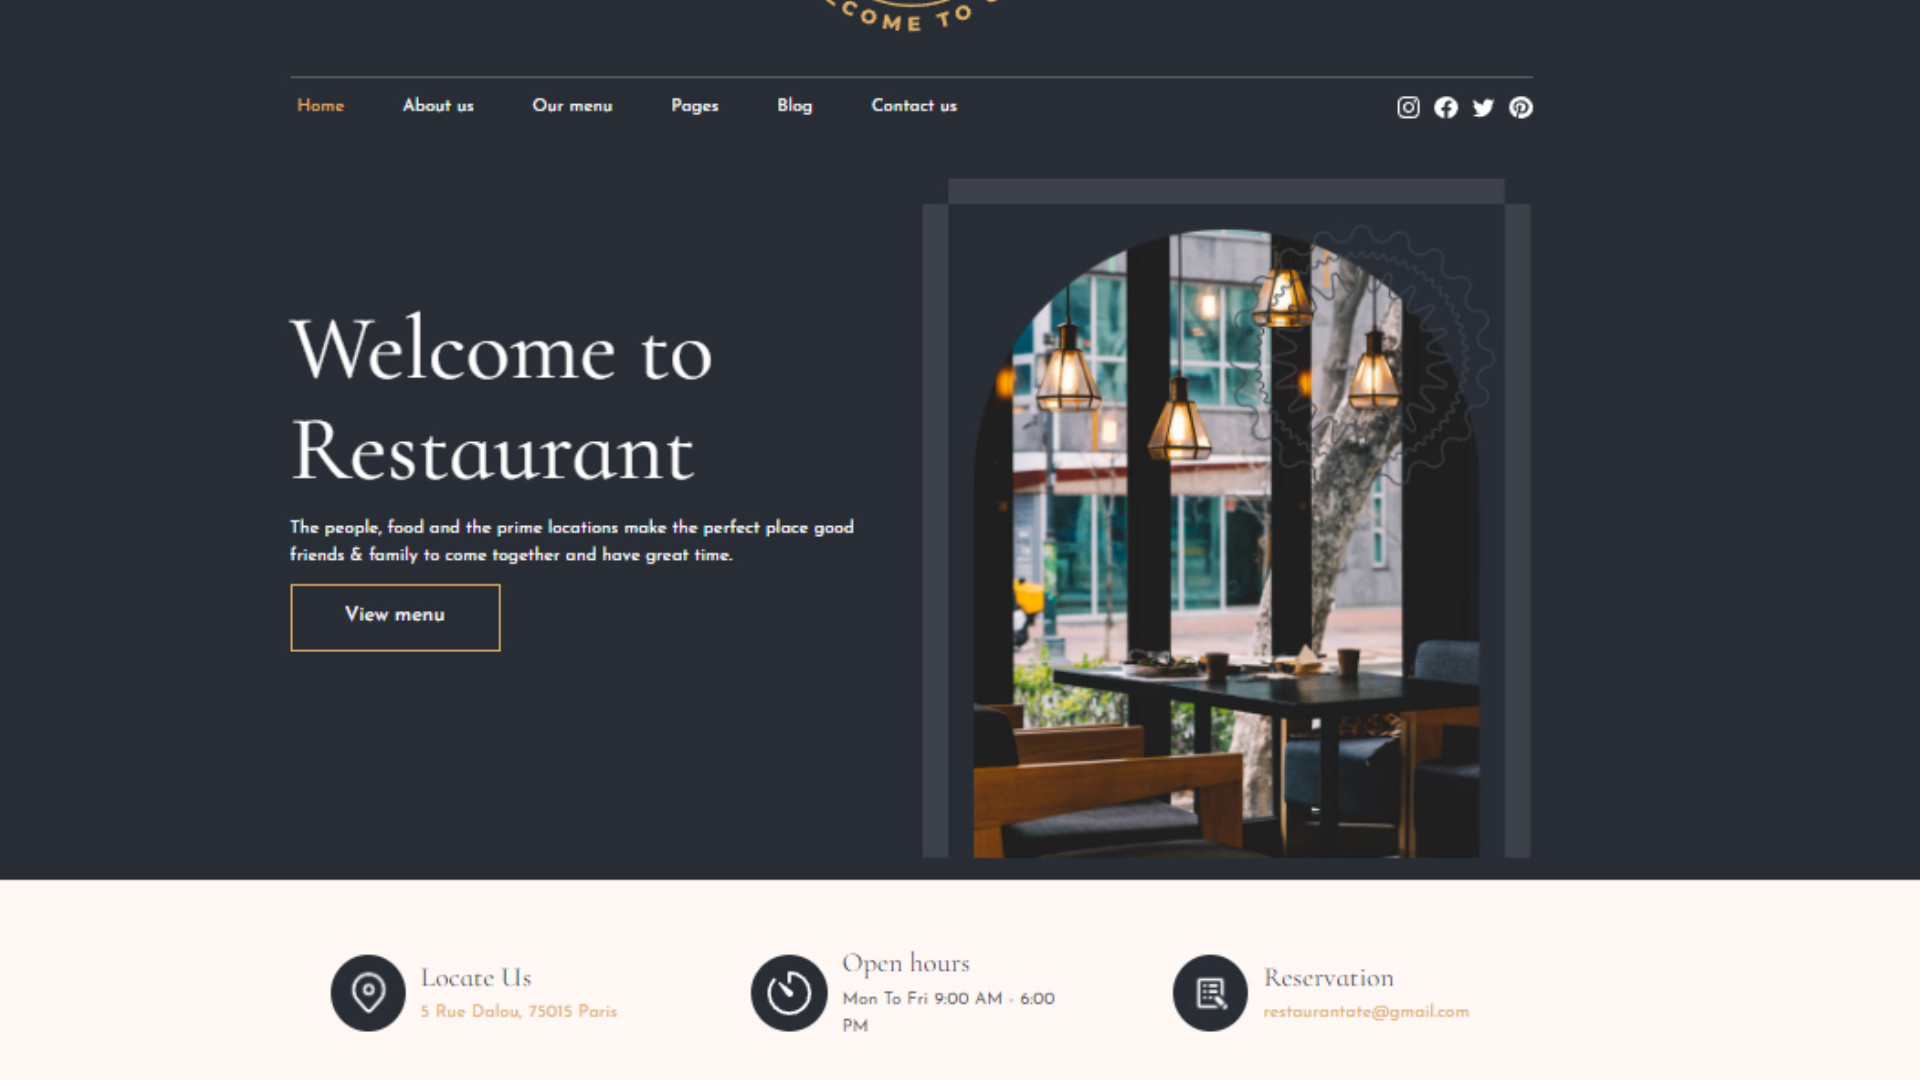 COME TO
Home About us Our menu Pages Blog Contact us
Welcome to
Restaurant
The people, food and the prime locations make the perfect place good
friends & family to come together and have great time.
View menu
Locate Us
5 Rue Dalou, 75015 Paris
Open hours
Mon To Fri 9:00 AM - 6:00
PM
Reservation
restaurantate@gmail.com